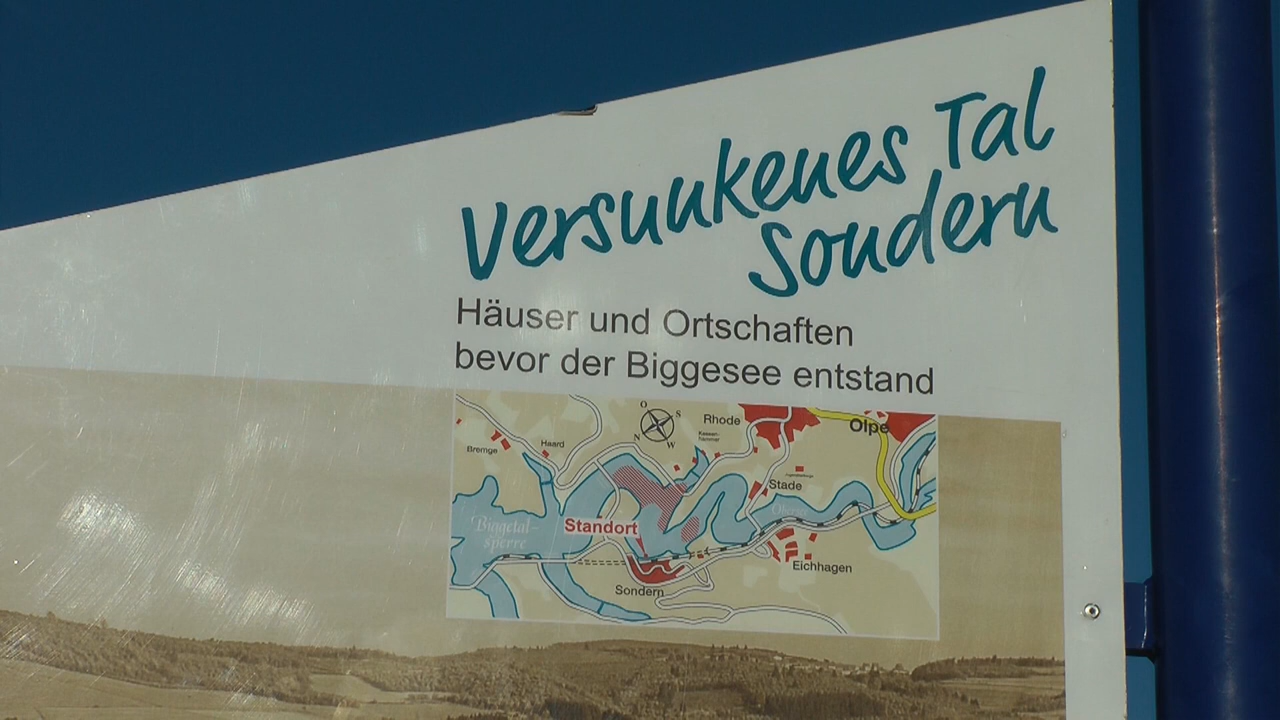 Versunkenes Tal
Sondern
Häuser und Ortschaften
bevor der Biggesee entstand
O
S
N
W
Rhode
Olpe
Bremge
Haard
Stade
Biggetal-
sperre
Standort
Eichhagen
Sondern